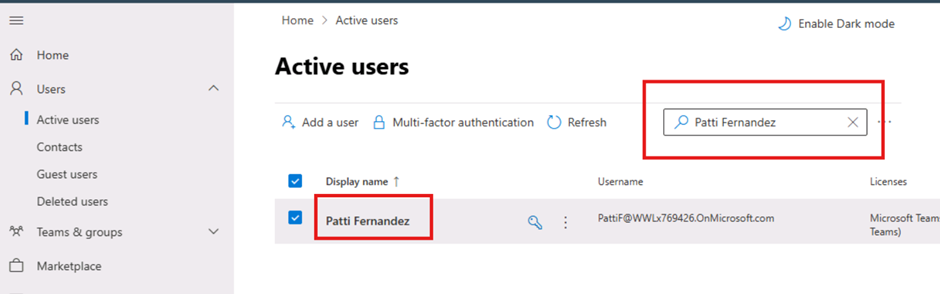 Home > Active users
Enable Dark mode
Home
Users
Active users
Contacts
Guest users
Deleted users
Teams & groups
Marketplace
Active users
Add a user
Multi-factor authentication
Refresh
Patti Fernandez
Display name ↑
Username
Licenses
Patti Fernandez
PattiF@WWLx769426.OnMicrosoft.com
Microsoft Team
Teams)